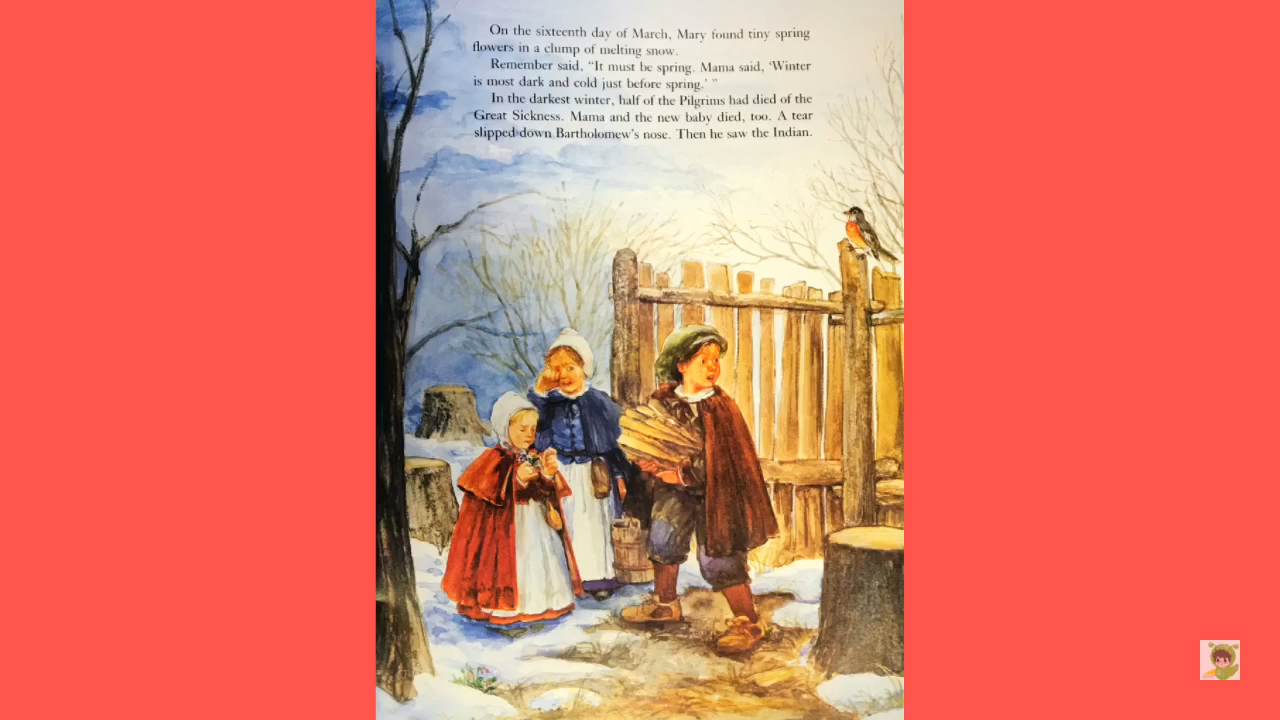 On the sixteenth day of March, Mary found tiny spring
flowers in a clump of melting snow.
Remember said, “It must be spring. Mama said, ‘Winter
is most dark and cold just before spring.’ ”
In the darkest winter, half of the Pilgrims had died of the
Great Sickness. Mama and the new baby died, too. A tear
slipped down Bartholomew’s nose. Then he saw the Indian.